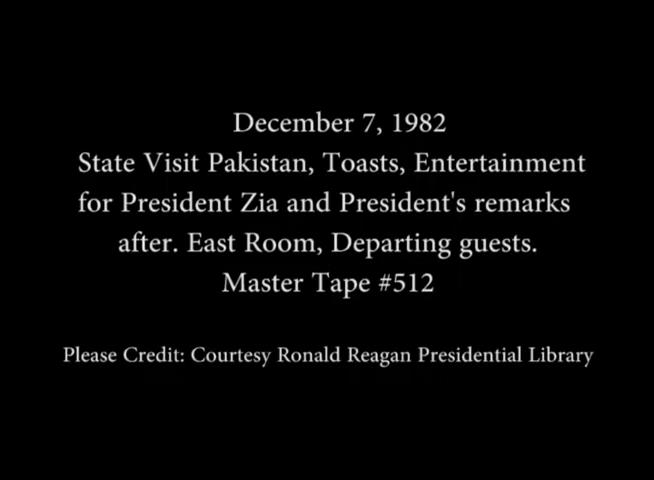 December 7, 1982
State Visit Pakistan, Toasts, Entertainment
for President Zia and President's remarks
after. East Room, Departing guests.
Master Tape #512
Please Credit: Courtesy Ronald Reagan Presidential Library